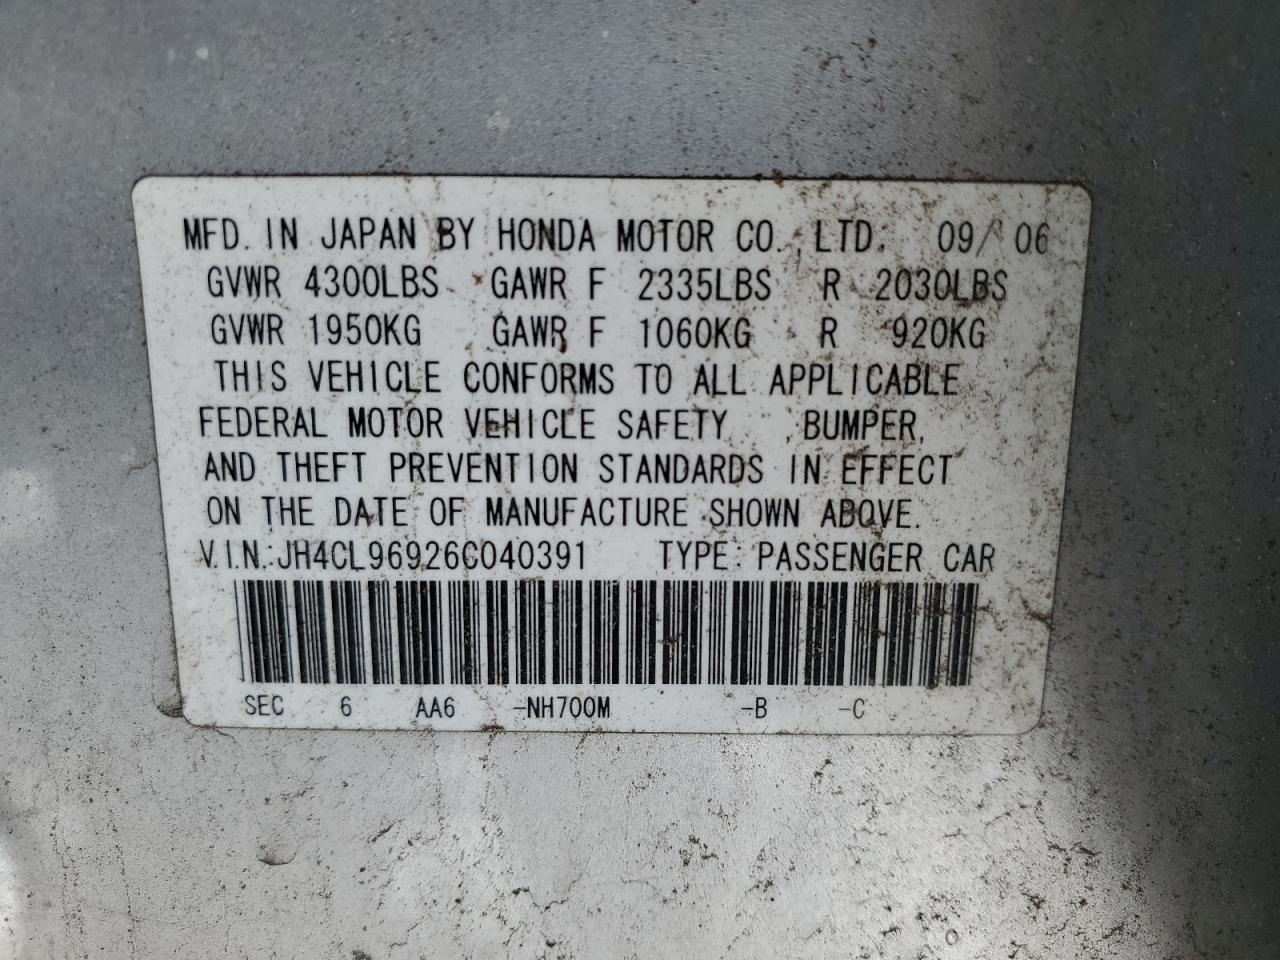 MFD. IN JAPAN BY HONDA MOTOR CO., LTD. 09/06
GVWR 4300LBS GAWR F 2335LBS R 2030LBS
GVWR 1950KG GAWR F 1060KG R 920KG
THIS VEHICLE CONFORMS TO ALL APPLICABLE
FEDERAL MOTOR VEHICLE SAFETY , BUMPER,
AND THEFT PREVENTION STANDARDS IN EFFECT
ON THE DATE OF MANUFACTURE SHOWN ABOVE.
V.I.N.: JH4CL96926C040391 TYPE: PASSENGER CAR
SEC 6 AA6 -NH700M -B -C